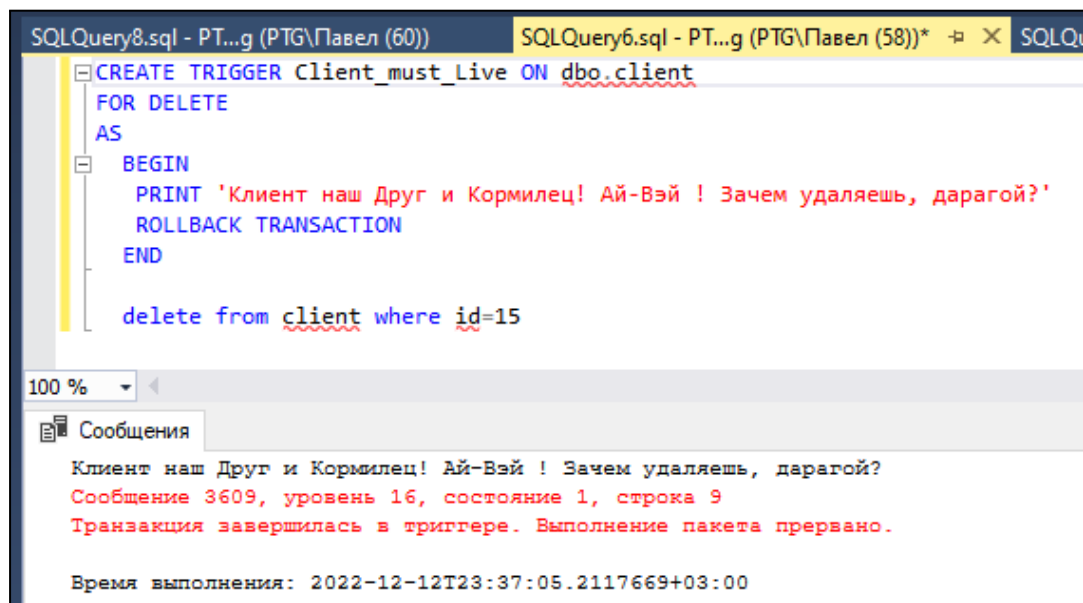 SQLQuery8.sql - PT...g (PTG\Павел (60))
SQLQuery6.sql - PT...g (PTG\Павел (58))*
SQLQu
CREATE TRIGGER Client_must_Live ON dbo.client
FOR DELETE
AS
BEGIN
PRINT 'Клиент наш Друг и Кормилец! Ай-Вэй ! Зачем удаляешь, дарагой?'
ROLLBACK TRANSACTION
END
delete from client where id=15
100 %
Сообщения
Клиент наш Друг и Кормилец! Ай-Вэй ! Зачем удаляешь, дарагой?
Сообщение 3609, уровень 16, состояние 1, строка 9
Транзакция завершилась в триггере. Выполнение пакета прервано.
Время выполнения: 2022-12-12T23:37:05.2117669+03:00